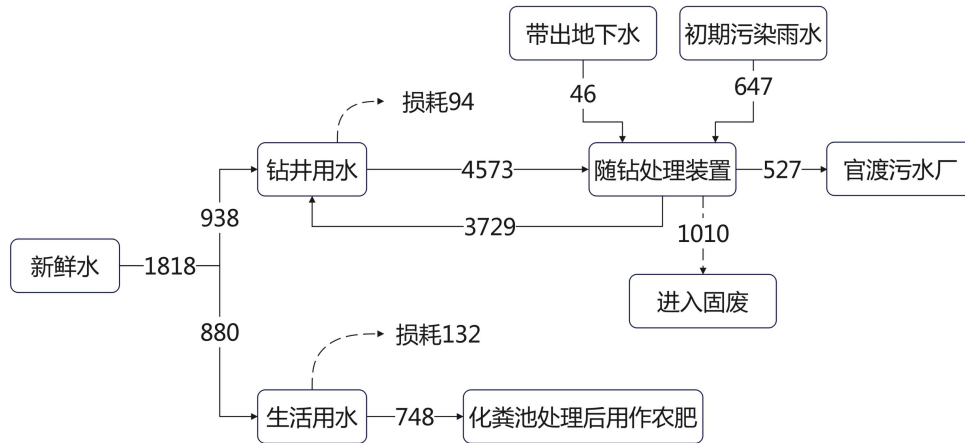 带出地下水
初期污染雨水
46
647
损耗94
钻井用水
4573
随钻处理装置
527
官渡污水厂
938
3729
1010
新鲜水
1818
进入固废
880
损耗132
生活用水
748
化粪池处理后用作农肥